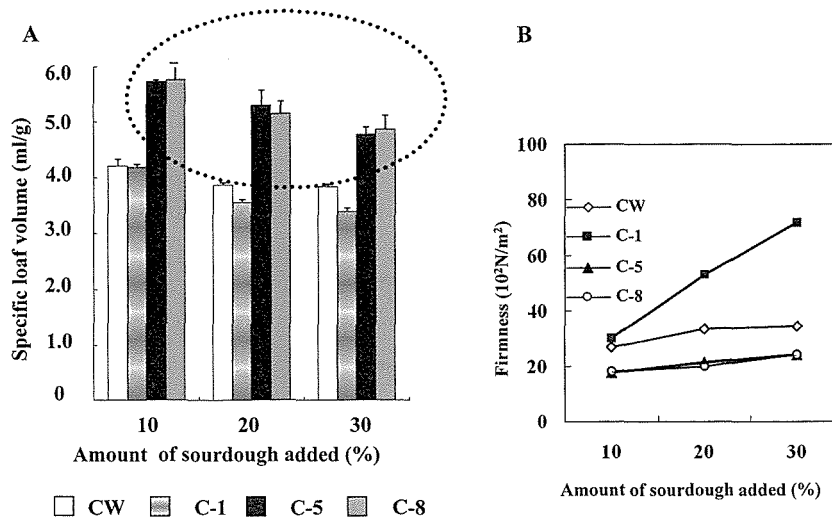 A
Specific loaf volume (ml/g)
6.0
5.0
4.0
3.0
2.0
1.0
0
10 20 30
Amount of sourdough added (%)
CW C-1 C-5 C-8
B
Firmness (10²N/m²)
100
80
60
40
20
0
CW
C-1
C-5
C-8
10 20 30
Amount of sourdough added (%)